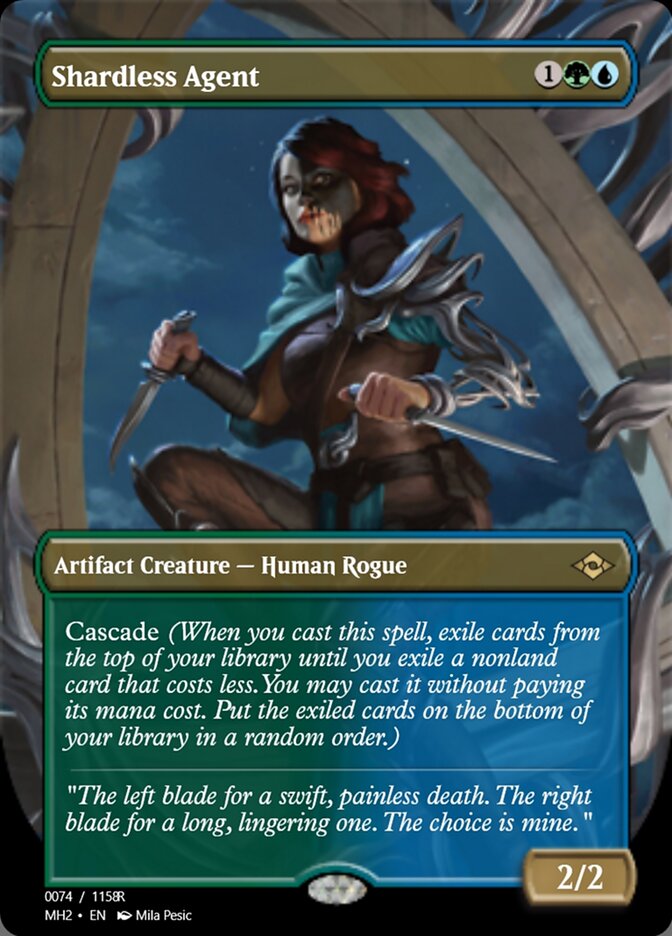 Shardless Agent 1
Artifact Creature — Human Rogue
Cascade (When you cast this spell, exile cards from
the top of your library until you exile a nonland
card that costs less. You may cast it without paying
its mana cost. Put the exiled cards on the bottom of
your library in a random order.)
"The left blade for a swift, painless death. The right
blade for a long, lingering one. The choice is mine."
2/2
0074 / 1158R
MH2 • EN Mila Pesic